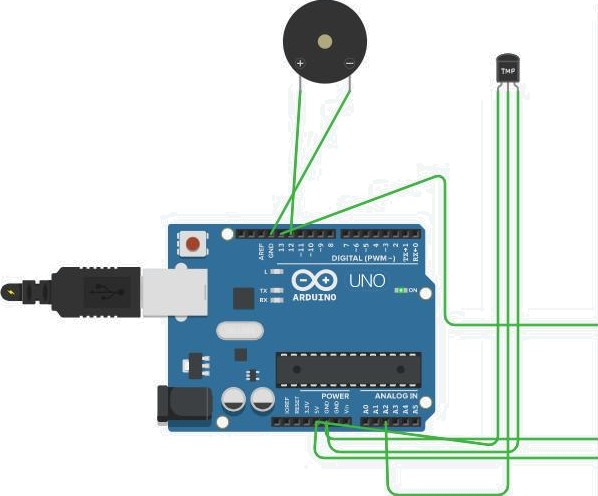 + −
TMP
AREF
GND
13
12
~11
~10
~9
8
7
~6
~5
4
~3
2
TX→1
RX←0
DIGITAL (PWM~)
L
TX
RX
UNO
ON
ARDUINO
POWER
ANALOG IN
IOREF
RESET
3.3V
5V
GND
GND
Vin
A0
A1
A2
A3
A4
A5